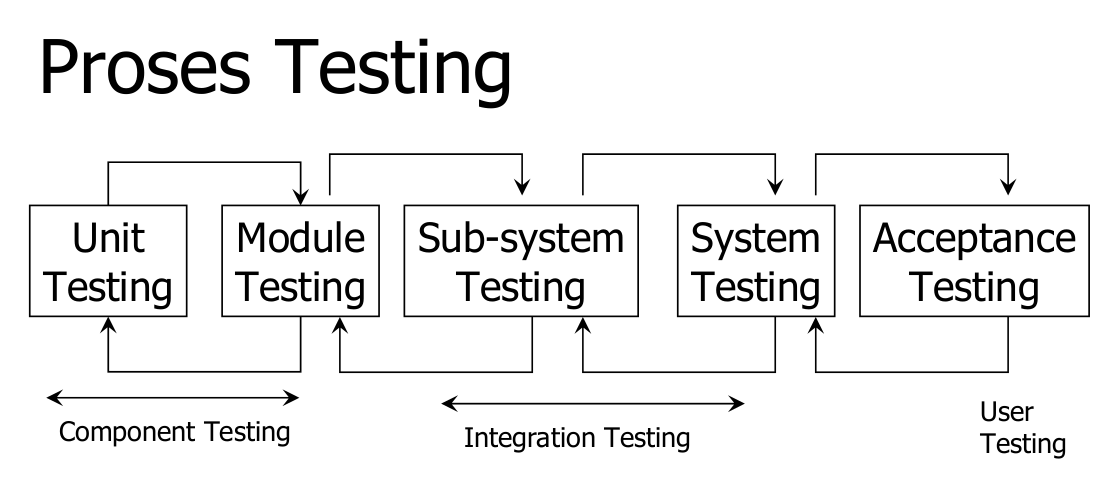 Proses Testing
Unit
Testing
Module
Testing
Sub-system
Testing
System
Testing
Acceptance
Testing
Component Testing
Integration Testing
User
Testing